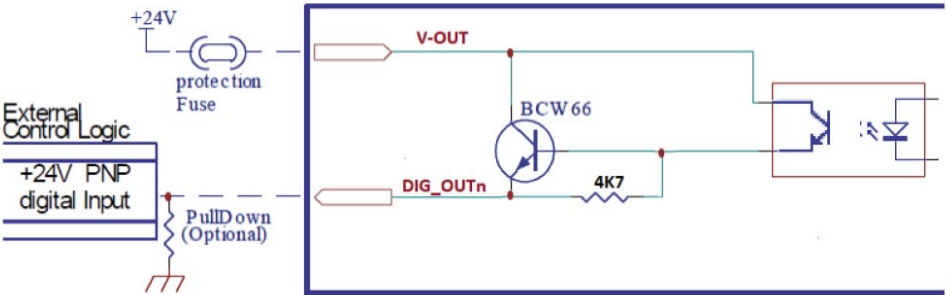 +24V
protection
Fuse
V-OUT
External
Control Logic
BCW66
+24V PNP
digital Input
DIG_OUTn
4K7
PullDown
(Optional)